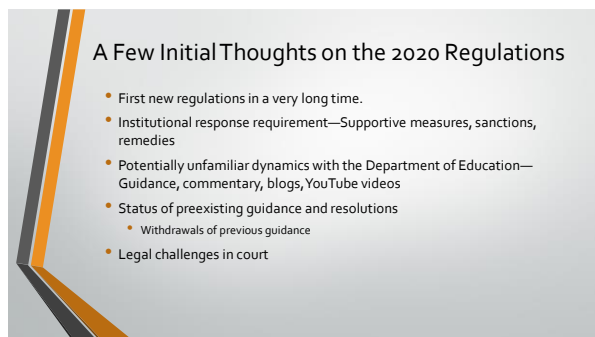 A Few Initial Thoughts on the 2020 Regulations
• First new regulations in a very long time.
• Institutional response requirement—Supportive measures, sanctions,
remedies
• Potentially unfamiliar dynamics with the Department of Education—
Guidance, commentary, blogs, YouTube videos
• Status of preexisting guidance and resolutions
• Withdrawals of previous guidance
• Legal challenges in court